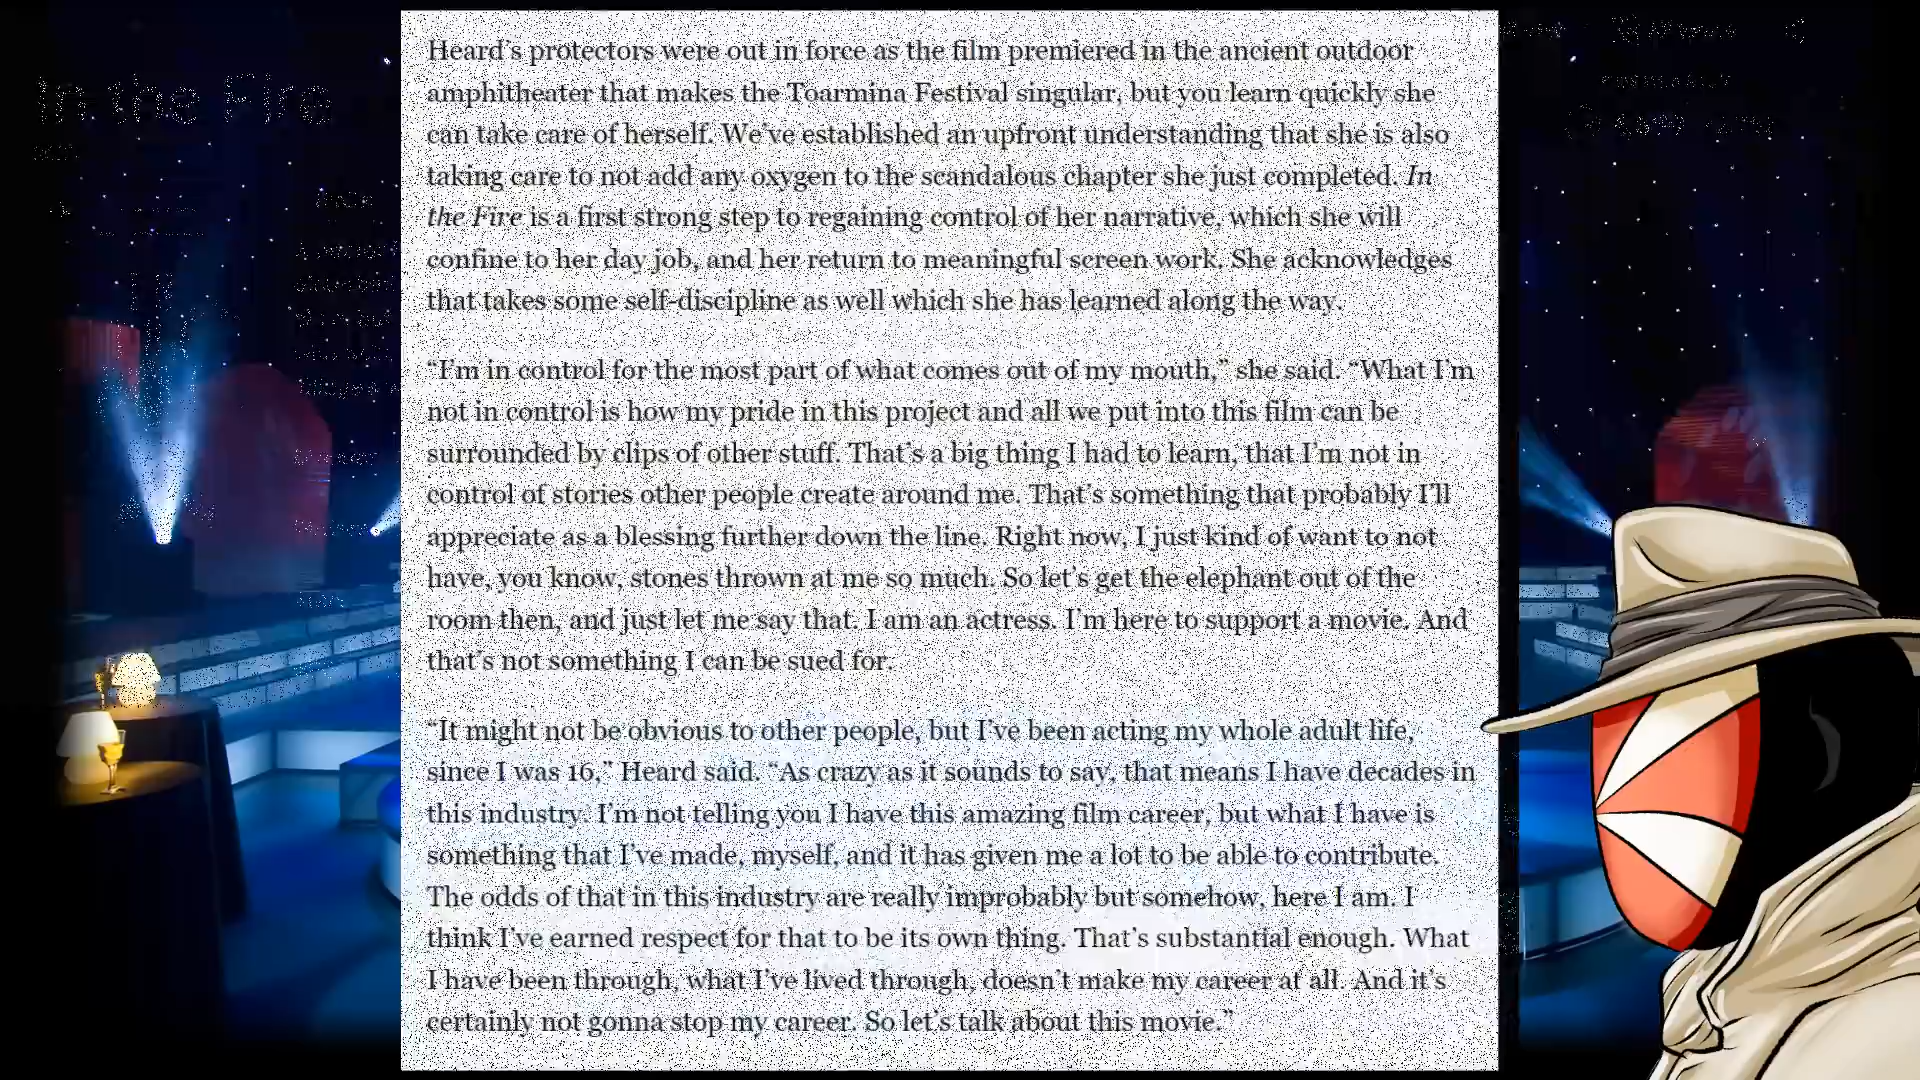 In the Fire
Heard's protectors were out in force as the film premiered in the ancient outdoor
amphitheater that makes the Toarmina Festival singular, but you learn quickly she
can take care of herself. We've established an upfront understanding that she is also
taking care to not add any oxygen to the scandalous chapter she just completed. In
the Fire is a first strong step to regaining control of her narrative, which she will
confine to her day job, and her return to meaningful screen work. She acknowledges
that takes some self-discipline as well which she has learned along the way.
“I'm in control for the most part of what comes out of my mouth,” she said. “What I'm
not in control is how my pride in this project and all we put into this film can be
surrounded by clips of other stuff. That's a big thing I had to learn, that I'm not in
control of stories other people create around me. That's something that probably I'll
appreciate as a blessing further down the line. Right now, I just kind of want to not
have, you know, stones thrown at me so much. So let's get the elephant out of the
room then, and just let me say that. I am an actress. I'm here to support a movie. And
that's not something I can be sued for.
“It might not be obvious to other people, but I've been acting my whole adult life,
since I was 16,” Heard said. “As crazy as it sounds to say, that means I have decades in
this industry. I'm not telling you I have this amazing film career, but what I have is
something that I've made, myself, and it has given me a lot to be able to contribute.
The odds of that in this industry are really improbably but somehow, here I am. I
think I've earned respect for that to be its own thing. That's substantial enough. What
I have been through, what I've lived through, doesn't make my career at all. And it's
certainly not gonna stop my career. So let's talk about this movie.”